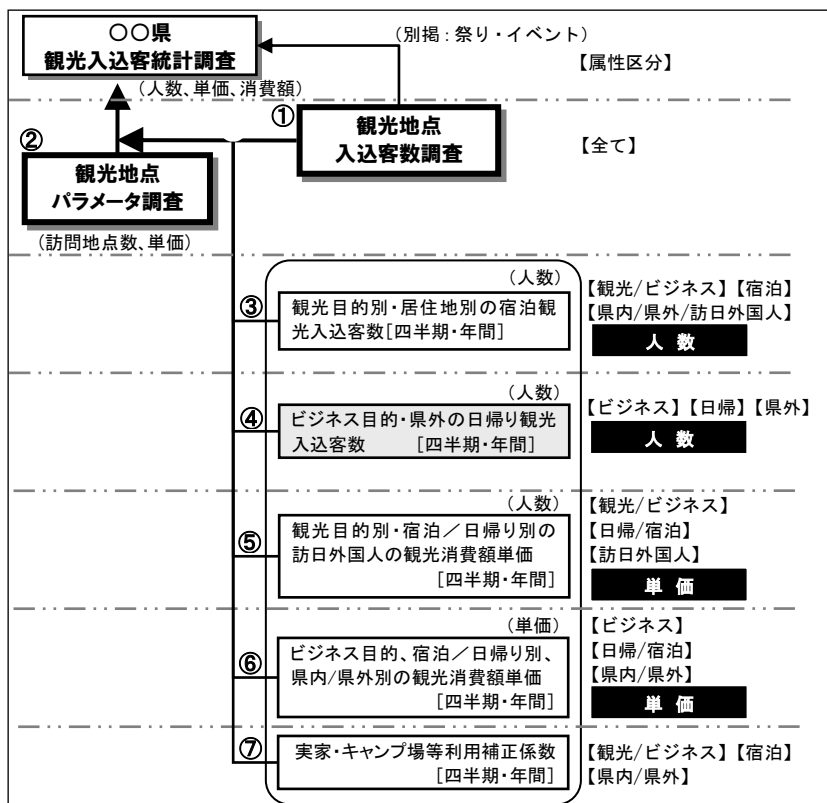 ○○県
観光入込客統計調査
(別掲:祭り・イベント)
【属性区分】
(人数、単価、消費額)
①
観光地点
入込客数調査
【全て】
②
観光地点
パラメータ調査
(訪問地点数、単価)
(人数)
③
観光目的別・居住地別の宿泊観
光入込客数[四半期・年間]
【観光/ビジネス】【宿泊】
【県内/県外/訪日外国人】
人 数
(人数)
④
ビジネス目的・県外の日帰り観光
入込客数 [四半期・年間]
【ビジネス】【日帰】【県外】
人 数
(人数)
⑤
観光目的別・宿泊/日帰り別の
訪日外国人の観光消費額単価
[四半期・年間]
【観光/ビジネス】
【日帰/宿泊】
【訪日外国人】
単 価
(単価)
⑥
ビジネス目的、宿泊/日帰り別、
県内/県外別の観光消費額単価
[四半期・年間]
【ビジネス】
【日帰/宿泊】
【県内/県外】
単 価
⑦
実家・キャンプ場等利用補正係数
[四半期・年間]
【観光/ビジネス】【宿泊】
【県内/県外】